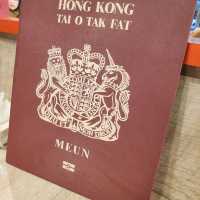 HONG KONG
TAI O TAK FAT
MEUN